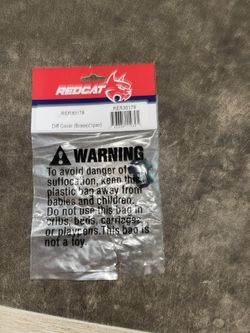 REDCAT
RER30179
RER30179
Diff Cover (Brass)(1pair)
WARNING
To avoid danger of
suffocation, keep this
plastic bag away from
babies and children.
Do not use this bag in
cribs, beds, carriages
or playpens. This bag is
not a toy.